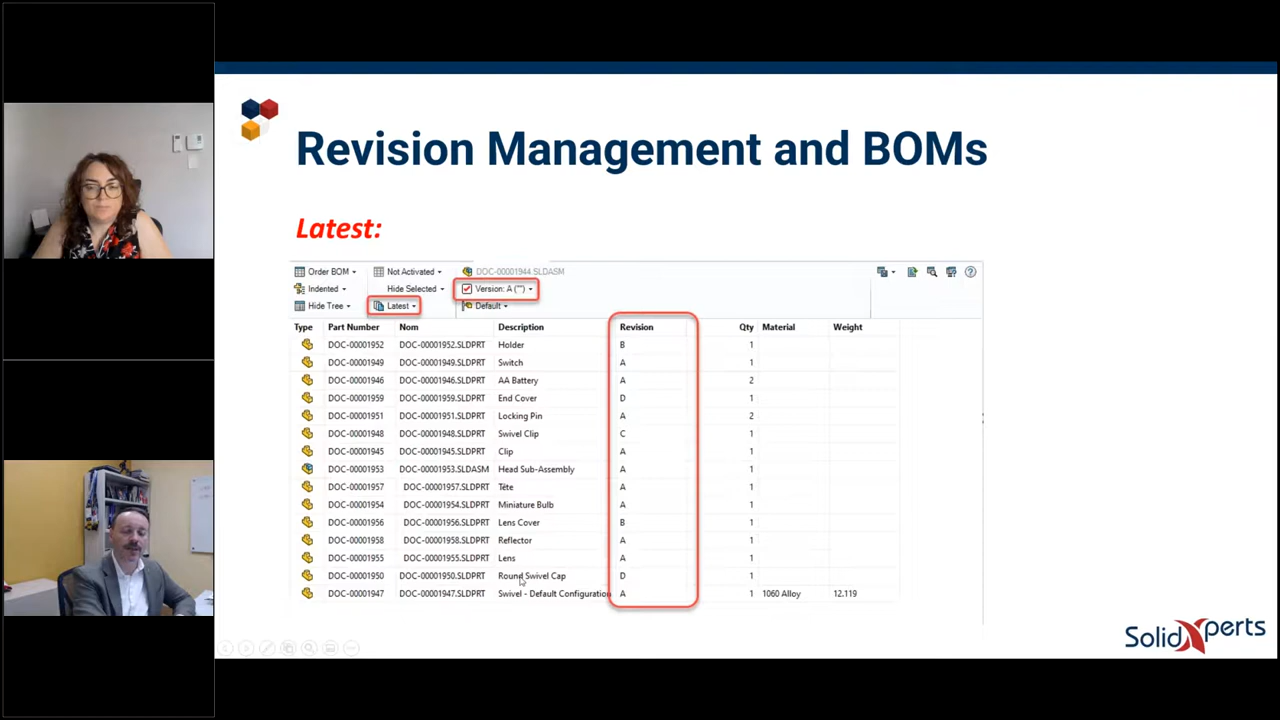 Revision Management and BOMs
Latest:
Order BOM Not Activated DOC-00001944.SLDASM
Indented Hide Selected Version: A ("")
Hide Tree Latest Default
Type Part Number Nom Description Revision Qty Material Weight
DOC-00001952 DOC-00001952.SLDPRT Holder B 1
DOC-00001949 DOC-00001949.SLDPRT Switch A 1
DOC-00001946 DOC-00001946.SLDPRT AA Battery A 2
DOC-00001959 DOC-00001959.SLDPRT End Cover D 1
DOC-00001951 DOC-00001951.SLDPRT Locking Pin A 2
DOC-00001948 DOC-00001948.SLDPRT Swivel Clip C 1
DOC-00001945 DOC-00001945.SLDPRT Clip A 1
DOC-00001953 DOC-00001953.SLDASM Head Sub-Assembly A 1
DOC-00001957 DOC-00001957.SLDPRT Tête A 1
DOC-00001954 DOC-00001954.SLDPRT Miniature Bulb A 1
DOC-00001956 DOC-00001956.SLDPRT Lens Cover B 1
DOC-00001958 DOC-00001958.SLDPRT Reflector A 1
DOC-00001955 DOC-00001955.SLDPRT Lens A 1
DOC-00001950 DOC-00001950.SLDPRT Round Swivel Cap D 1
DOC-00001947 DOC-00001947.SLDPRT Swivel - Default Configuration A 1 1060 Alloy 12.119
SolidXperts